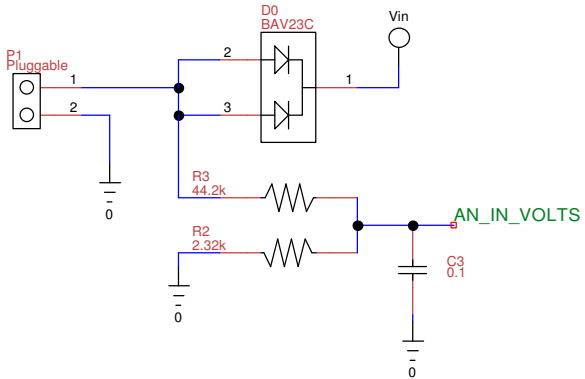 D0
BAV23C
Vin
P1
Pluggable
1
2
2
3
1
0
R3
44.2k
R2
2.32k
0
AN_IN_VOLTS
C3
0.1
0